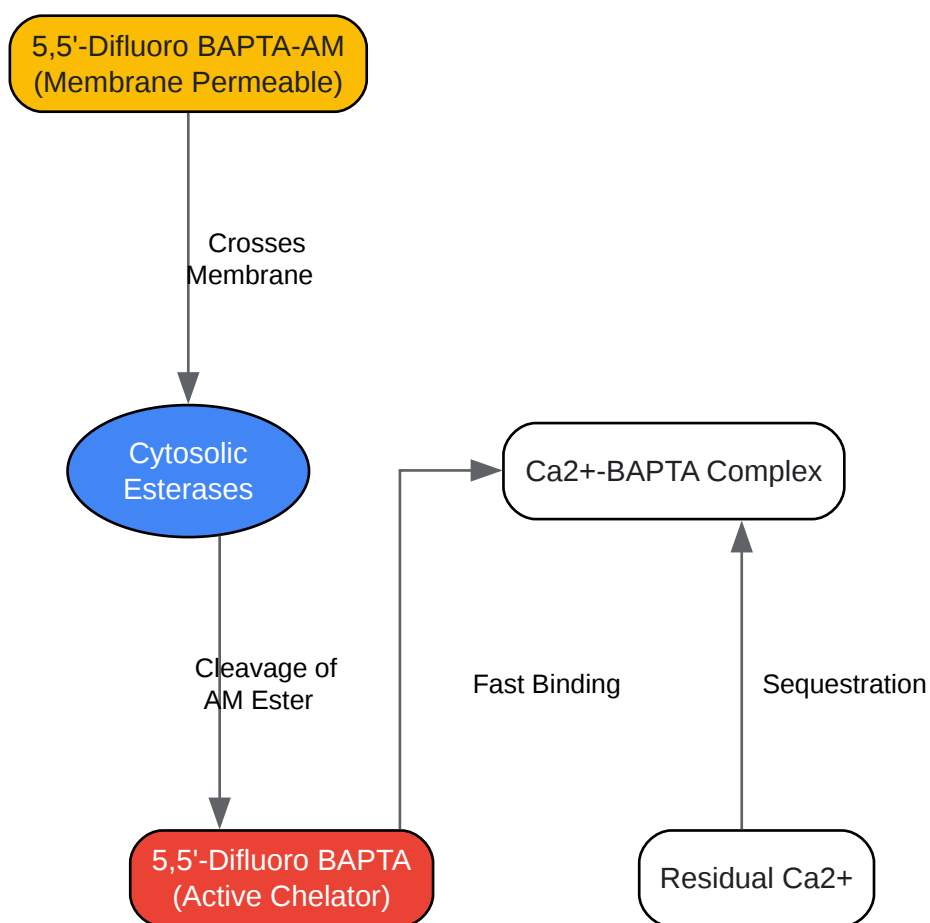 5,5'-Difluoro BAPTA-AM
(Membrane Permeable)
Crosses
Membrane
Cytosolic
Esterases
Ca2+-BAPTA Complex
Cleavage of
AM Ester
Fast Binding
Sequestration
5,5'-Difluoro BAPTA
(Active Chelator)
Residual Ca2+